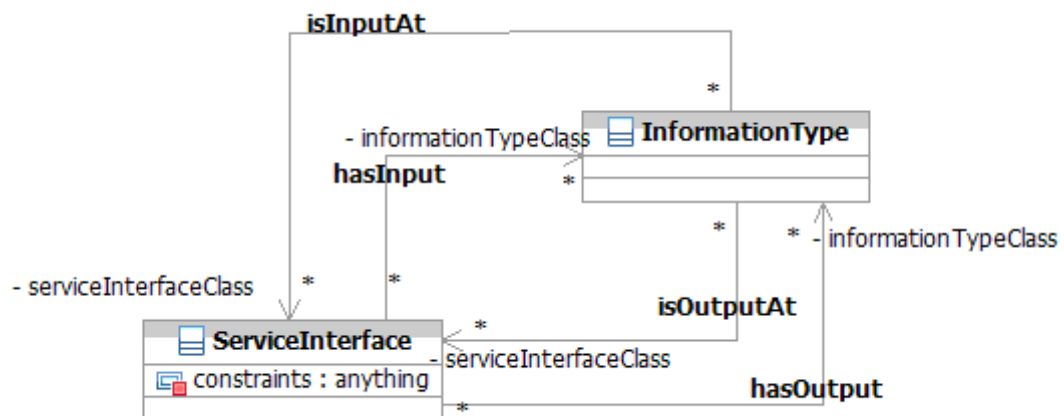 isInputAt
*
InformationType
- informationTypeClass
hasInput
*
*
* - informationTypeClass
- serviceInterfaceClass
*
*
isOutputAt
*
ServiceInterface
- serviceInterfaceClass
constraints : anything
hasOutput
*